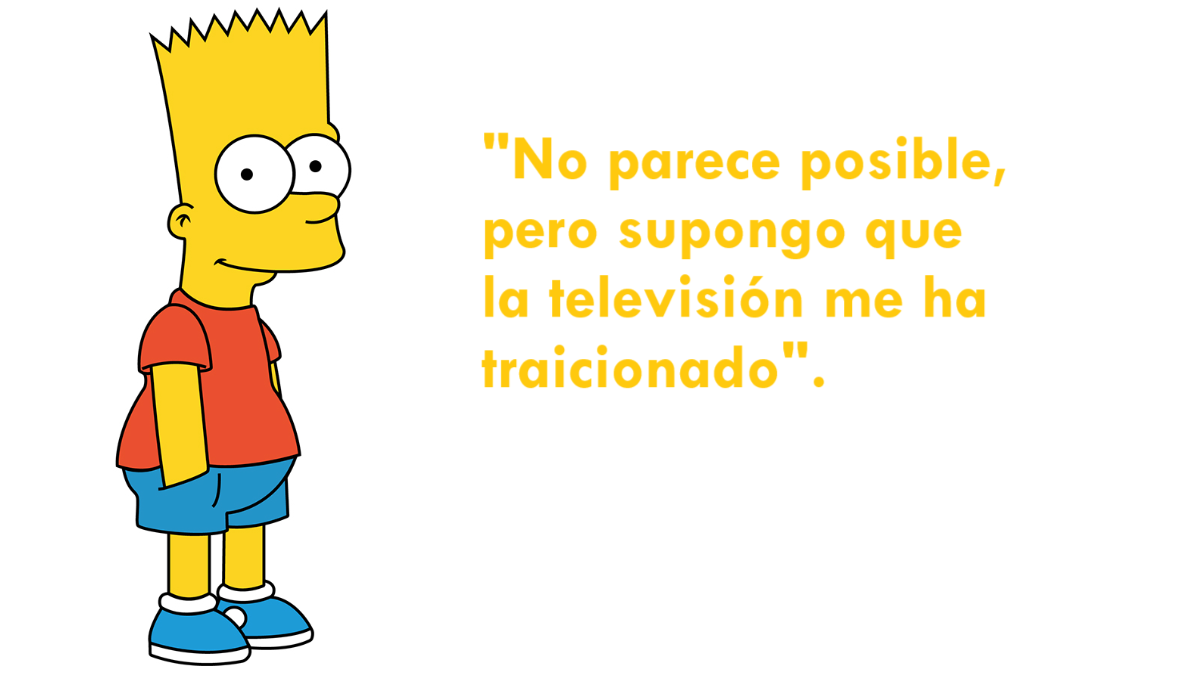 "No parece posible,
pero supongo que
la televisión me ha
traicionado".